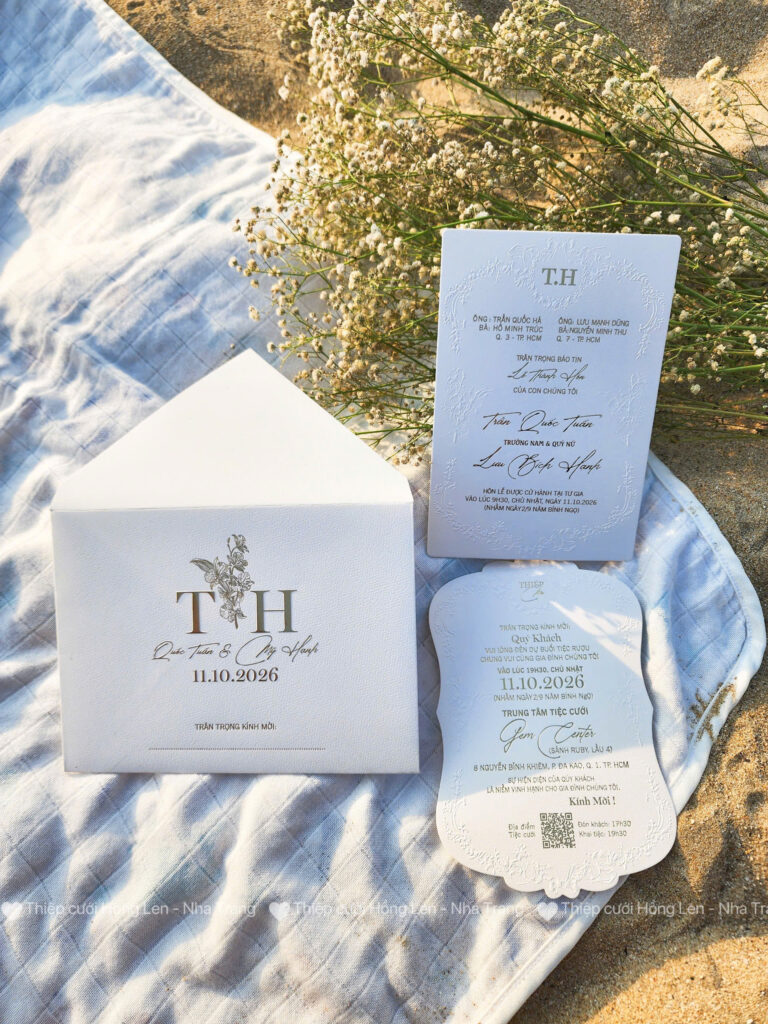 T H
Quốc Tuấn & Mỹ Hạnh
11.10.2026
TRÂN TRỌNG KÍNH MỜI:
T.H
ÔNG : TRẦN QUỐC HÀ
BÀ: HỒ MINH TRÚC
Q. 3 - TP. HCM
ÔNG: LƯU MẠNH DŨNG
BÀ:NGUYỄN MINH THU
Q. 7 - TP. HCM
TRÂN TRỌNG BÁO TIN
Lễ Thành Hôn
CỦA CON CHÚNG TÔI
Trần Quốc Tuấn
TRƯỞNG NAM & QUÝ NỮ
Lưu Bích Hạnh
HÔN LỄ ĐƯỢC CỬ HÀNH TẠI TƯ GIA
VÀO LÚC 9H30, CHỦ NHẬT, NGÀY 11.10.2026
(NHẰM NGÀY2/9 NĂM BÍNH NGỌ)
THIỆP
TRÂN TRỌNG KÍNH MỜI:
Quý Khách
VUI LÒNG ĐẾN DỰ BUỔI TIỆC RƯỢU
CHUNG VUI CÙNG GIA ĐÌNH CHÚNG TÔI
VÀO LÚC 19H30, CHỦ NHẬT
11.10.2026
(NHẰM NGÀY2/9 NĂM BÍNH NGỌ)
TRUNG TÂM TIỆC CƯỚI
Gem Center
(SẢNH RUBY, LẦU 4)
8 NGUYỄN BỈNH KHIÊM, P. ĐA KAO, Q. 1, TP. HCM
SỰ HIỆN DIỆN CỦA QUÝ KHÁCH
LÀ NIỀM VINH HẠNH CHO GIA ĐÌNH CHÚNG TÔI.
Kính Mời !
Địa điểm
Tiệc cưới
Đón khách: 17h30
Khai tiệc: 19h30
Thiệp cưới Hồng Len - Nha Trang
Thiệp cưới Hồng Len - Nha Trang
Thiệp cưới Hồng Len - Nha Tra